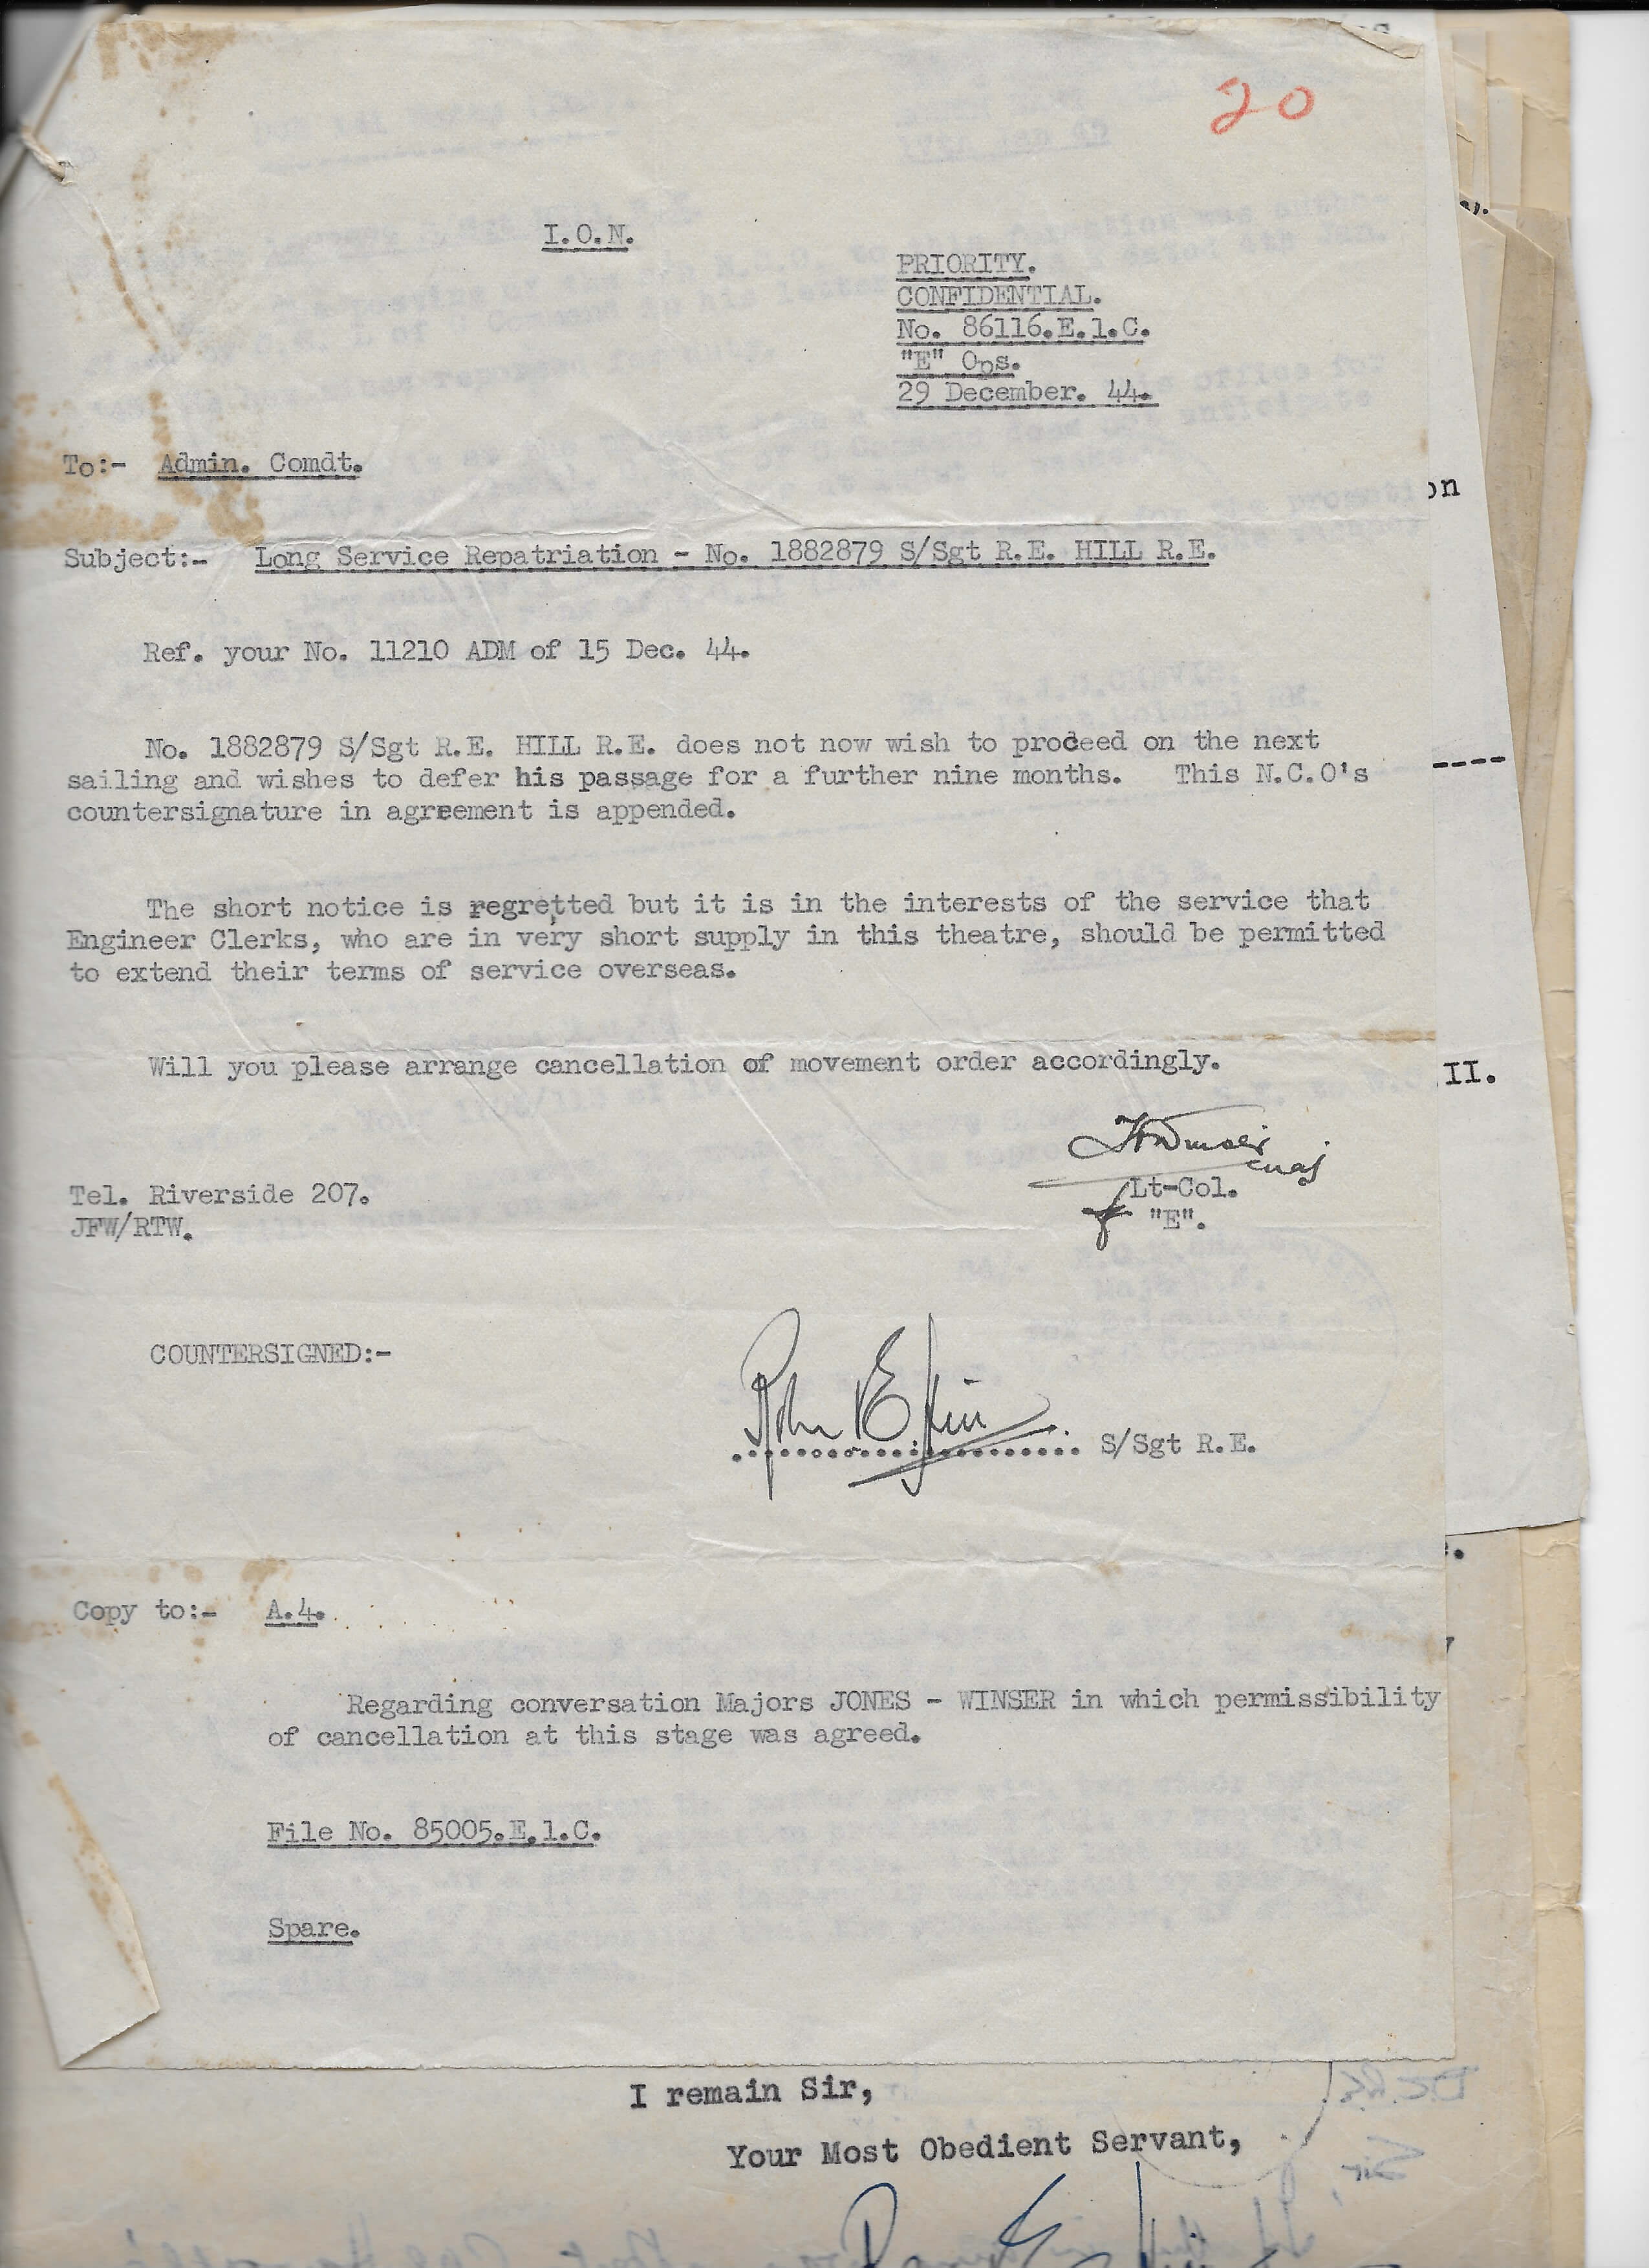 20
I.O.N.
PRIORITY.
CONFIDENTIAL.
No. 86116.E.1.C.
"E" Ops.
29 December. 44.
To:- Admin. Comdt.
on
Subject:- Long Service Repatriation - No. 1882879 S/Sgt R.E. HILL R.E.
Ref. your No. 11210 ADM of 15 Dec. 44.
No. 1882879 S/Sgt R.E. HILL R.E. does not now wish to prodeed on the next
sailing and wishes to defer his passage for a further nine months. This N.C.O's
countersignature in agreement is appended.
----
The short notice is regretted but it is in the interests of the service that
Engineer Clerks, who are in very short supply in this theatre, should be permitted
to extend their terms of service overseas.
Will you please arrange cancellation of movement order accordingly.
II.
Maj
Lt-Col.
f "E".
Tel. Riverside 207.
JFW/RTW.
COUNTERSIGNED:-
........................ S/Sgt R.E.
Copy to:- A.4.
Regarding conversation Majors JONES - WINSER in which permissibility
of cancellation at this stage was agreed.
File No. 85005.E.1.C.
Spare.
I remain Sir,
Your Most Obedient Servant,